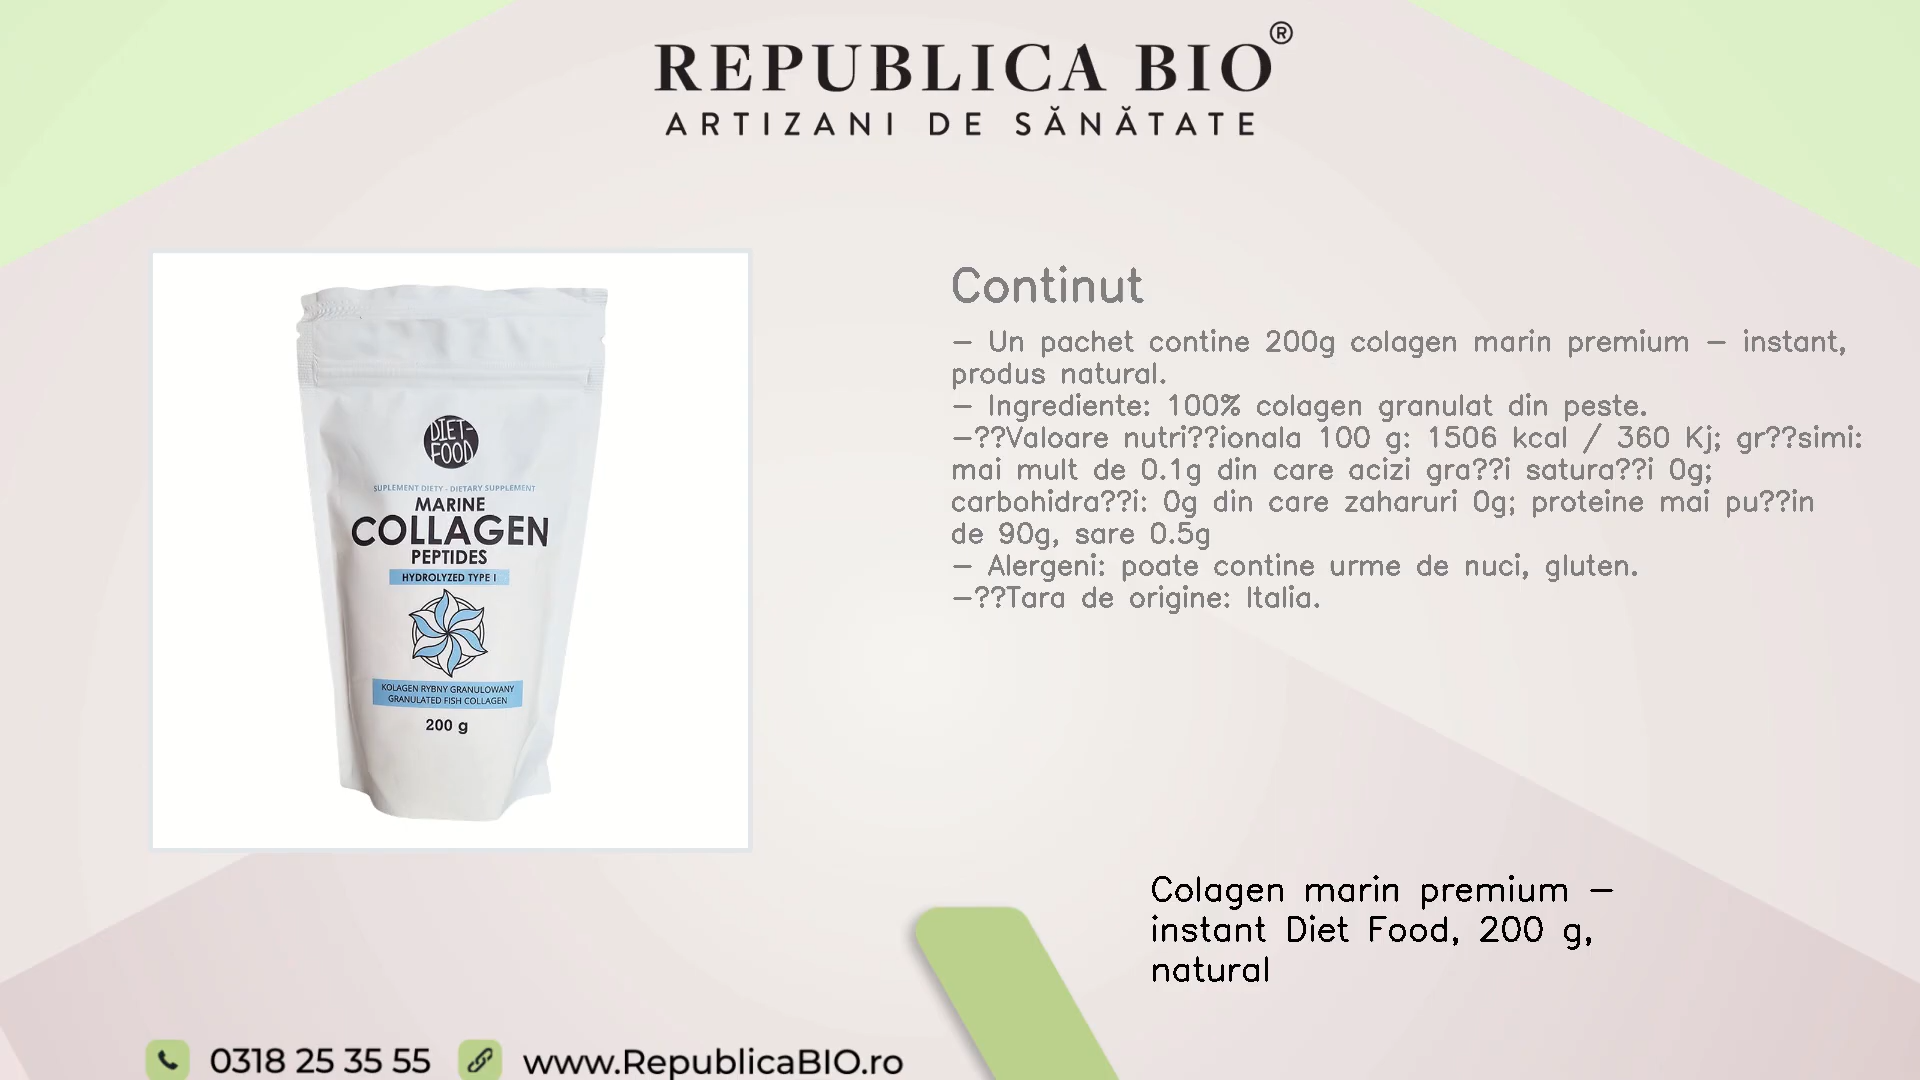 REPUBLICA BIO®
ARTIZANI DE SĂNĂTATE
DIET-
FOOD
SUPLEMENT DIETY - DIETARY SUPPLEMENT
MARINE
COLLAGEN
PEPTIDES
HYDROLYZED TYPE I
KOLAGEN RYBNY GRANULOWANY
GRANULATED FISH COLLAGEN
200 g
Continut
- Un pachet contine 200g colagen marin premium - instant,
produs natural.
- Ingrediente: 100% colagen granulat din peste.
-??Valoare nutri??ionala 100 g: 1506 kcal / 360 Kj; gr??simi:
mai mult de 0.1g din care acizi gra??i satura??i 0g;
carbohidra??i: 0g din care zaharuri 0g; proteine mai pu??in
de 90g, sare 0.5g
- Alergeni: poate contine urme de nuci, gluten.
-??Tara de origine: Italia.
Colagen marin premium -
instant Diet Food, 200 g,
natural
0318 25 35 55
www.RepublicaBIO.ro